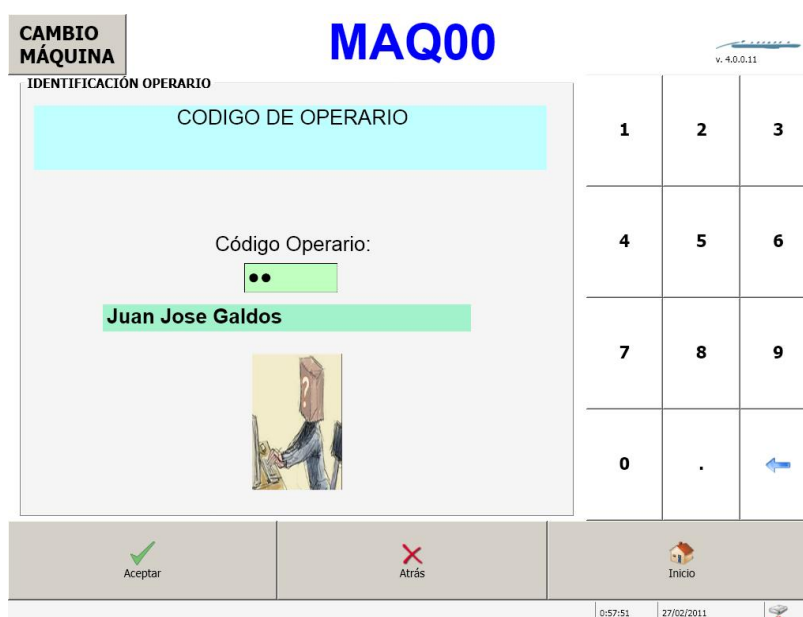 CAMBIO
MÁQUINA
MAQ00
v. 4.0.0.11
IDENTIFICACIÓN OPERARIO
CODIGO DE OPERARIO
Código Operario:
●●
Juan Jose Galdos
?
1 2 3
4 5 6
7 8 9
0 .
Aceptar
Atrás
Inicio
0:57:51 27/02/2011